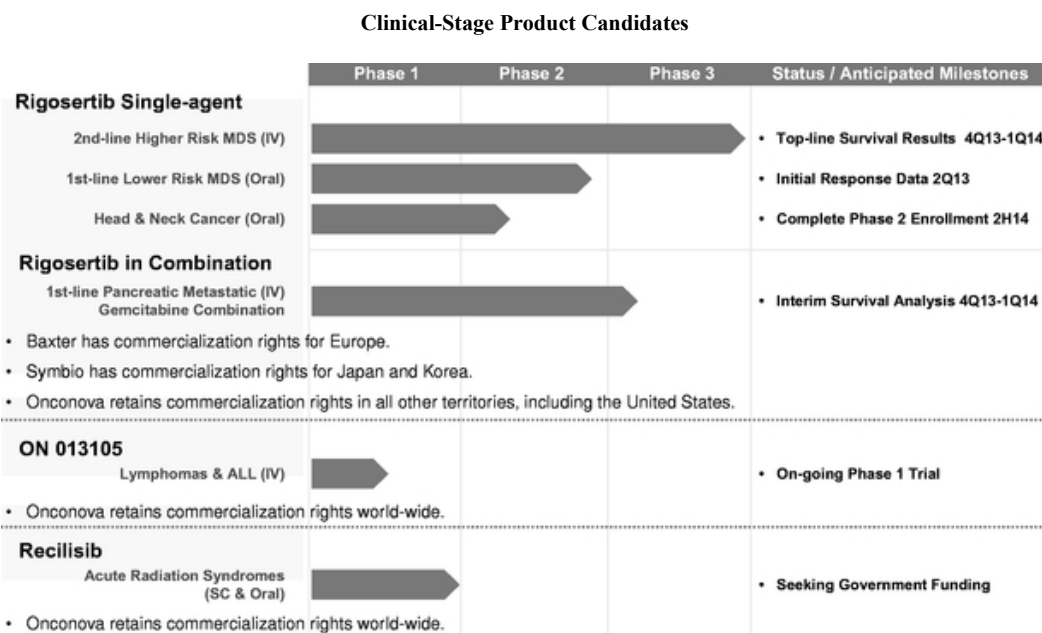 Clinical-Stage Product Candidates
Phase 1 Phase 2 Phase 3 Status / Anticipated Milestones
Rigosertib Single-agent
2nd-line Higher Risk MDS (IV) • Top-line Survival Results 4Q13-1Q14
1st-line Lower Risk MDS (Oral) • Initial Response Data 2Q13
Head & Neck Cancer (Oral) • Complete Phase 2 Enrollment 2H14
Rigosertib in Combination
1st-line Pancreatic Metastatic (IV)
Gemcitabine Combination • Interim Survival Analysis 4Q13-1Q14
• Baxter has commercialization rights for Europe.
• Symbio has commercialization rights for Japan and Korea.
• Onconova retains commercialization rights in all other territories, including the United States.
ON 013105
Lymphomas & ALL (IV) • On-going Phase 1 Trial
• Onconova retains commercialization rights world-wide.
Recilisib
Acute Radiation Syndromes
(SC & Oral) • Seeking Government Funding
• Onconova retains commercialization rights world-wide.